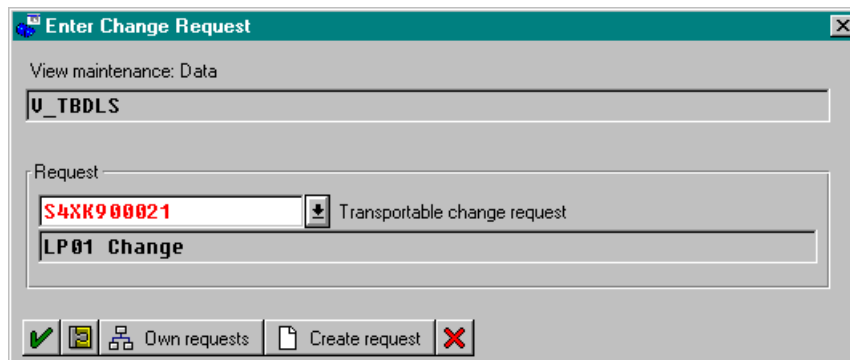 Enter Change Request
View maintenance: Data
V_TBDLS
Request
S4XK900021 Transportable change request
LP01 Change
Own requests Create request